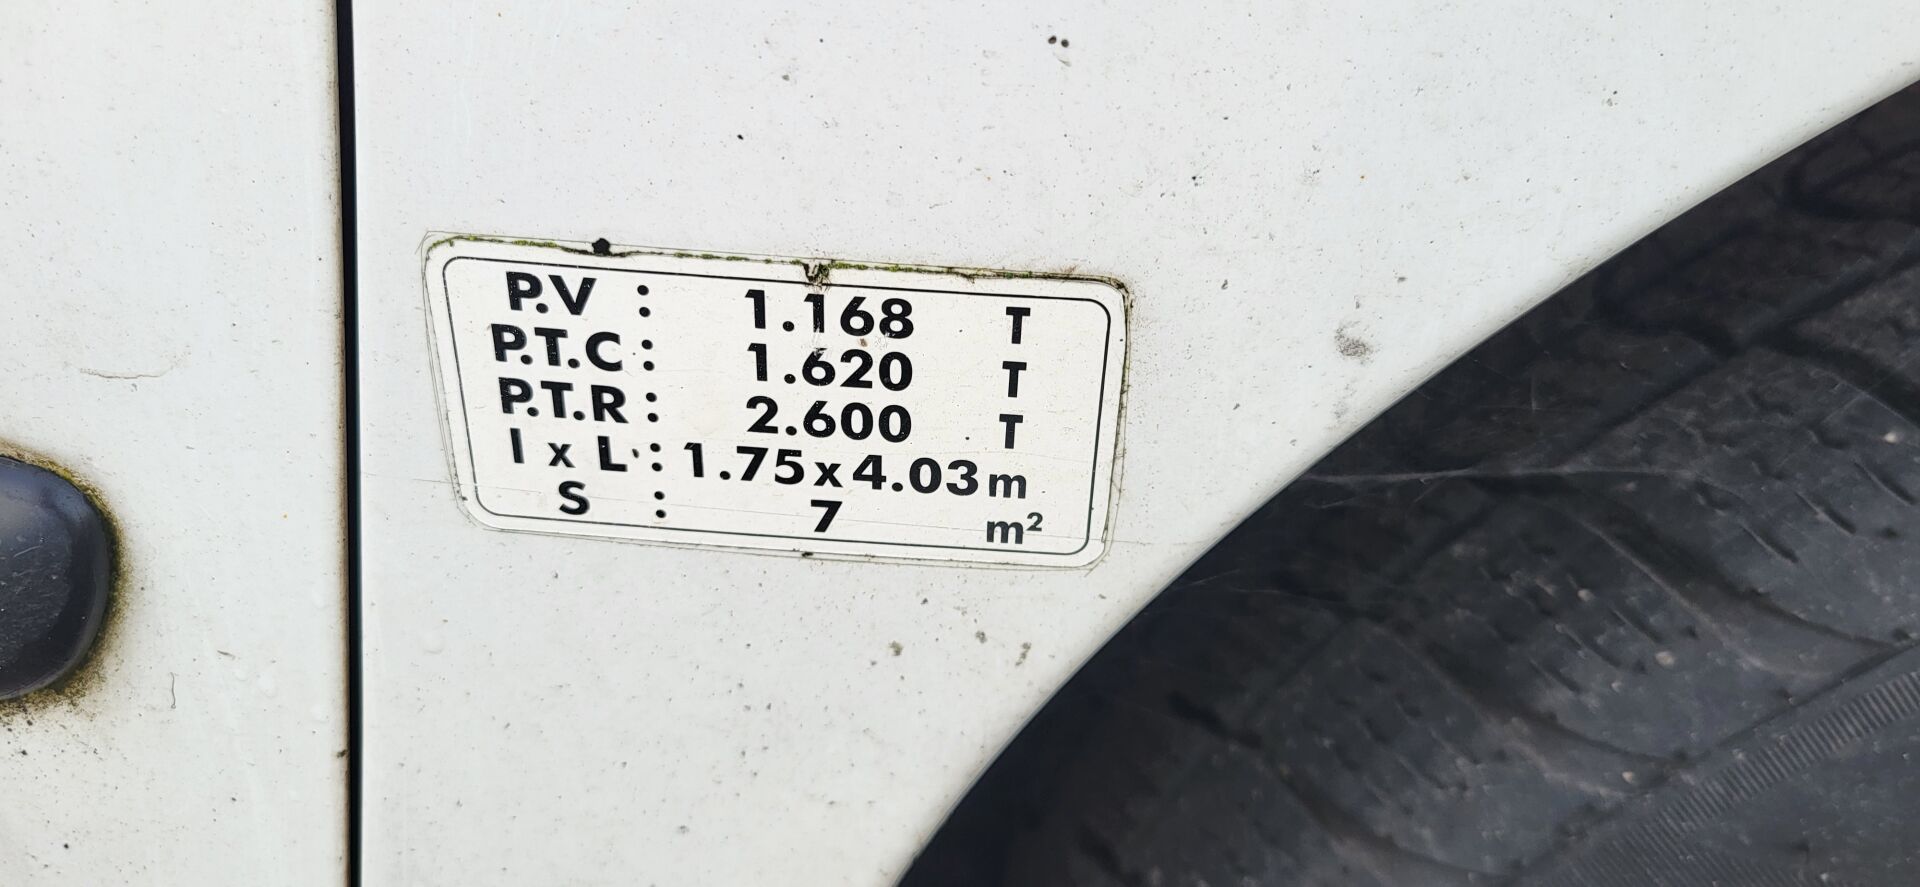 P.V : 1.168 T
P.T.C : 1.620 T
P.T.R : 2.600 T
I x L : 1.75 x 4.03 m
S : 7 m²